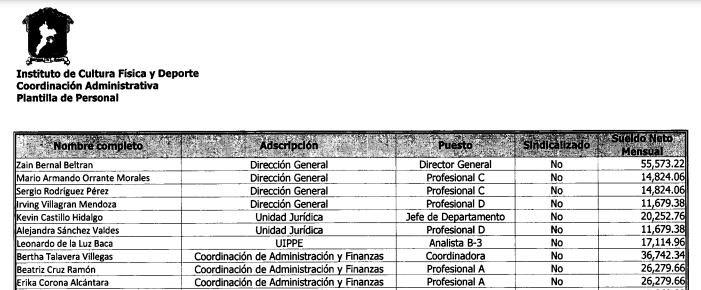 Instituto de Cultura Física y Deporte
Coordinación Administrativa
Plantilla de Personal
Nombre completo Adscripción Puesto Sindicalizado Sueldo Neto Mensual
Zain Bernal Beltran Dirección General Director General No 55,573.22
Mario Armando Orrante Morales Dirección General Profesional C No 14,824.06
Sergio Rodríguez Pérez Dirección General Profesional C No 14,824.06
Irving Villagran Mendoza Dirección General Profesional D No 11,679.38
Kevin Castillo Hidalgo Unidad Jurídica Jefe de Departamento No 20,252.76
Alejandra Sánchez Valdes Unidad Jurídica Profesional D No 11,679.38
Leonardo de la Luz Baca UIPPE Analista B-3 No 17,114.96
Bertha Talavera Villegas Coordinación de Administración y Finanzas Coordinadora No 36,742.34
Beatriz Cruz Ramón Coordinación de Administración y Finanzas Profesional A No 26,279.66
Erika Corona Alcántara Coordinación de Administración y Finanzas Profesional A No 26,279.66